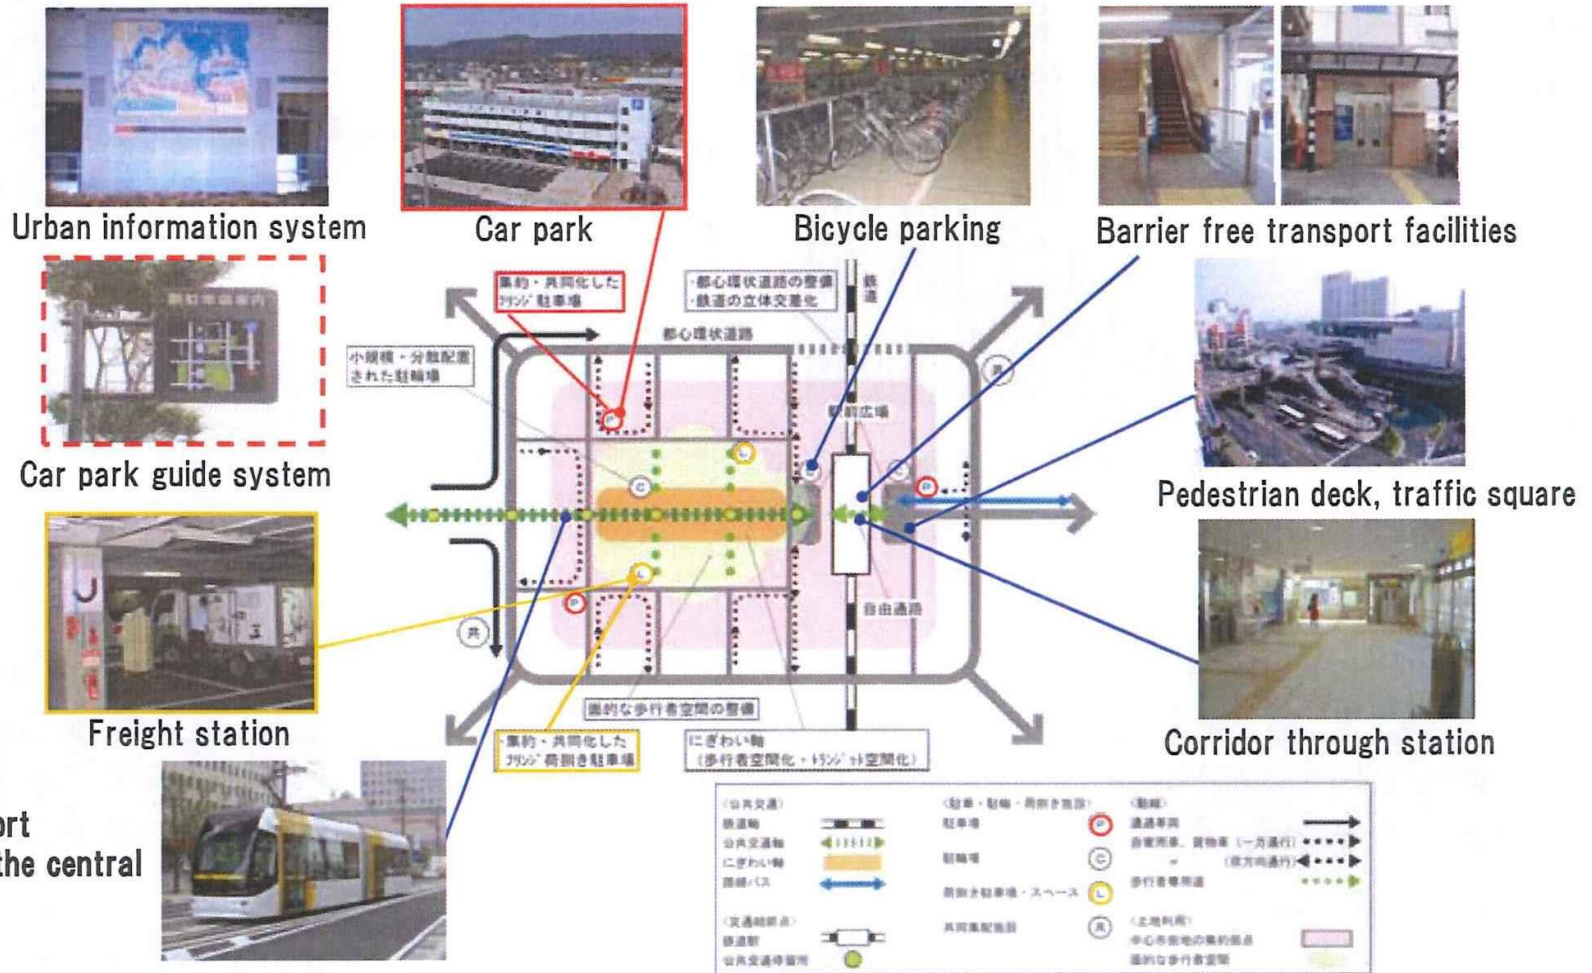 Urban information system
Car park
Bicycle parking
Barrier free transport facilities
集約・共同化した
フリンジ駐車場
・都心環状道路の整備
・鉄道の立体交差化
鉄道
都心環状道路
小規模・分散配置
された駐輪場
共
駅前広場
Car park guide system
P
L
C
C
L
P
Pedestrian deck, traffic square
L
P
自由通路
共
面的な歩行者空間の整備
Freight station
・集約・共同化した
フリンジ荷捌き駐車場
にぎわい軸
(歩行者空間化・トランジット空間化)
Corridor through station
ort
the central
〈公共交通〉
鉄道軸
公共交通軸
にぎわい軸
路線バス
〈交通結節点〉
鉄道駅
公共交通停留所
〈駐車・駐輪・荷捌き施設〉
駐車場
P
駐輪場
C
荷捌き駐車場・スペース
L
共同集配施設
共
〈動線〉
通過車両
自家用車、貨物車(一方通行)
〃 (双方向通行)
歩行者専用道
〈土地利用〉
中心市街地の集約拠点
面的な歩行者空間